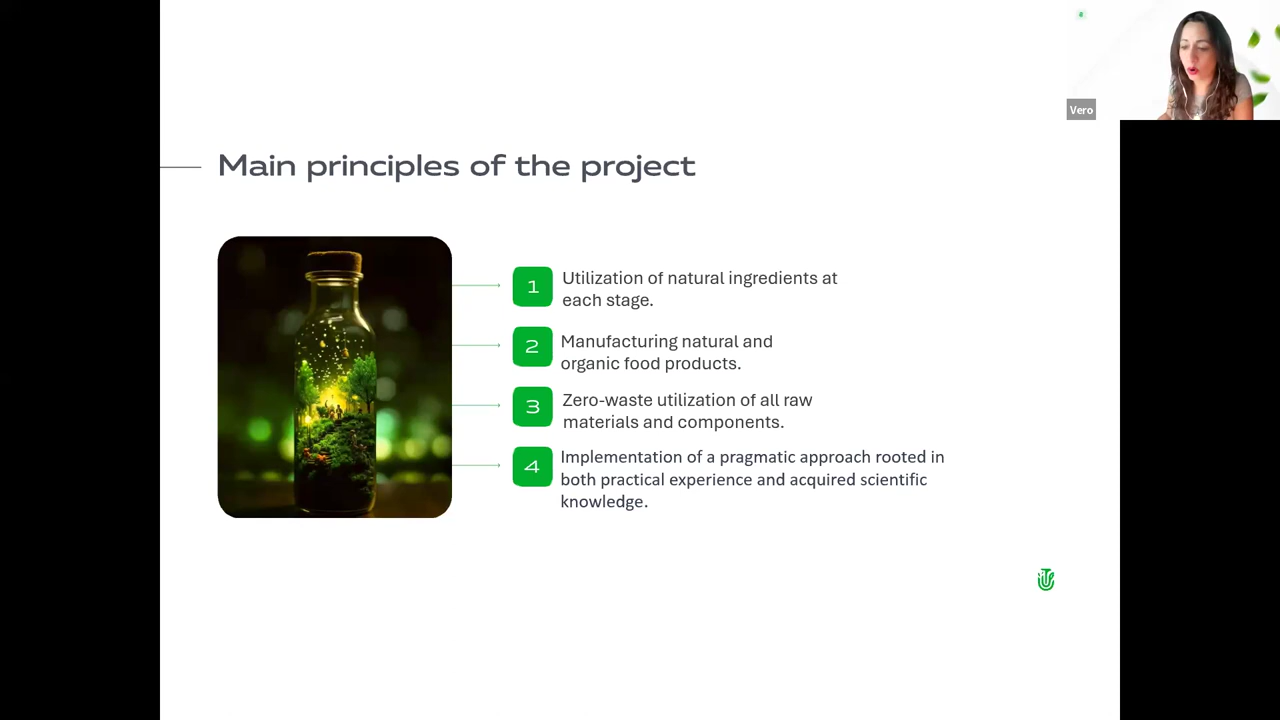 Vero
Main principles of the project
1
Utilization of natural ingredients at
each stage.
2
Manufacturing natural and
organic food products.
3
Zero-waste utilization of all raw
materials and components.
4
Implementation of a pragmatic approach rooted in
both practical experience and acquired scientific
knowledge.